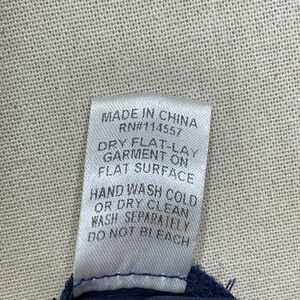 MADE IN CHINA
RN#114557
DRY FLAT-LAY
GARMENT ON
FLAT SURFACE
HAND WASH COLD
OR DRY CLEAN
WASH SEPARATELY
DO NOT BLEACH